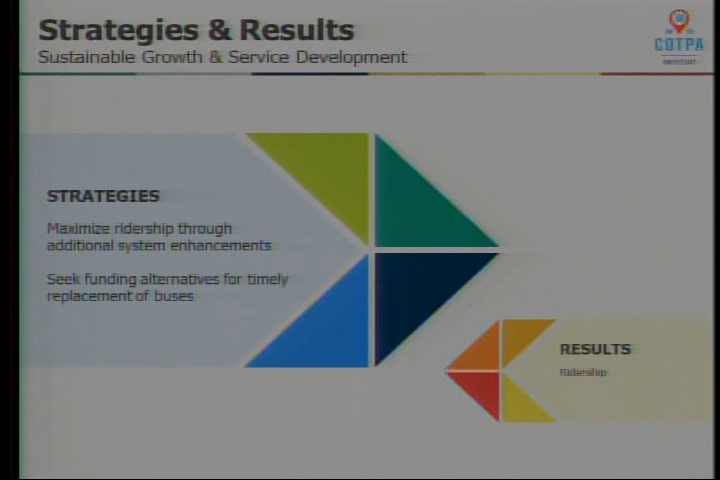 Strategies & Results
Sustainable Growth & Service Development
COTPA
STRATEGIES
Maximize ridership through
additional system enhancements
Seek funding alternatives for timely
replacement of buses
RESULTS
Ridership